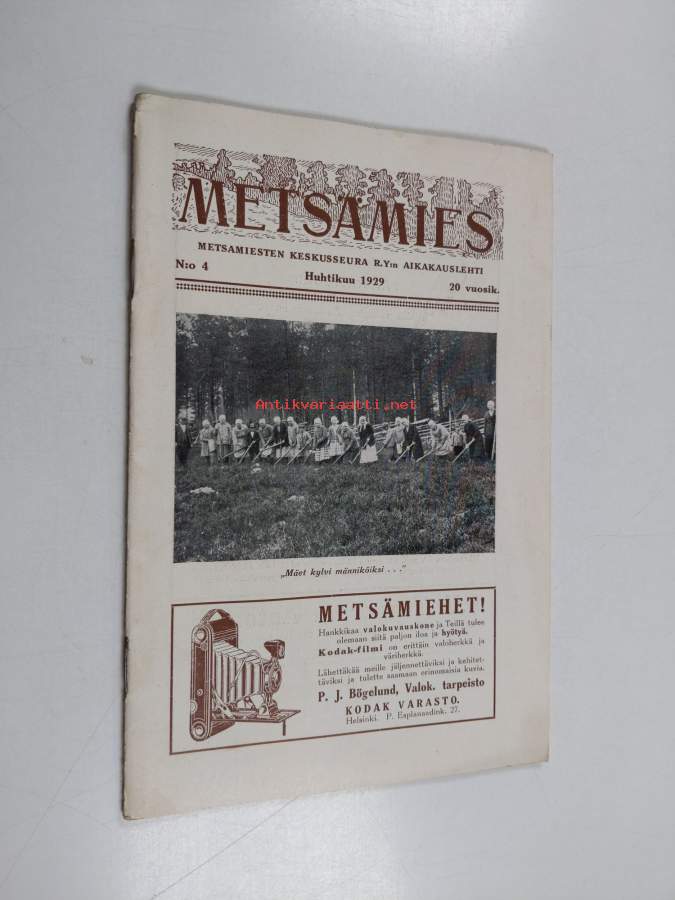 METSÄMIES
METSAMIESTEN KESKUSSEURA R.Y:n AIKAKAUSLEHTI
N:o 4 Huhtikuu 1929 20 vuosik.
Antikvariaatti.net
„Mäet kylvi männiköiksi . . ."
METSÄMIEHET!
Hankkikaa valokuvauskone ja Teillä tulee
olemaan siitä paljon iloa ja hyötyä.
Kodak-filmi on erittäin valoherkkä ja
väriherkkä.
Lähettäkää meille jäljennettäviksi ja kehitet-
täviksi ja tulette saamaan erinomaisia kuvia.
P. J. Bögelund, Valok. tarpeisto
KODAK VARASTO.
Helsinki. P. Esplanaadink. 27.